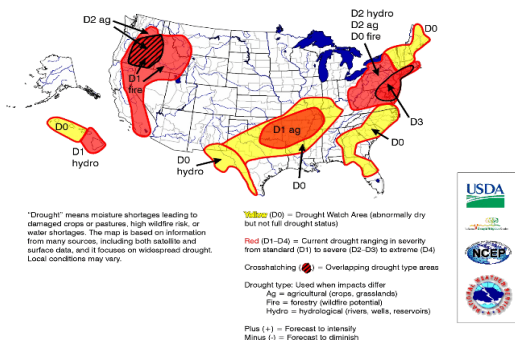 D2 ag
D1
fire
D2 hydro
D2 ag
D0 fire
D0
D3
D0
D1 ag
D0
hydro
D0
D0
D1
hydro
"Drought" means moisture shortages leading to
damaged crops or pastures, high wildfire risk, or
water shortages. The map is based on information
from many sources, including both satellite and
surface data, and it focuses on widespread drought.
Local conditions may vary.
Yellow (D0) = Drought Watch Area (abnormally dry
but not full drought status)
Red (D1–D4) = Current drought ranging in severity
from standard (D1) to severe (D2–D3) to extreme (D4)
Crosshatching ( ) = Overlapping drought type areas
Drought type: Used when impacts differ
Ag = agricultural (crops, grasslands)
Fire = forestry (wildfire potential)
Hydro = hydrological (rivers, wells, reservoirs)
Plus (+) = Forecast to intensify
Minus (-) = Forecast to diminish
USDA
NCEP
NATIONAL WEATHER SERVICE